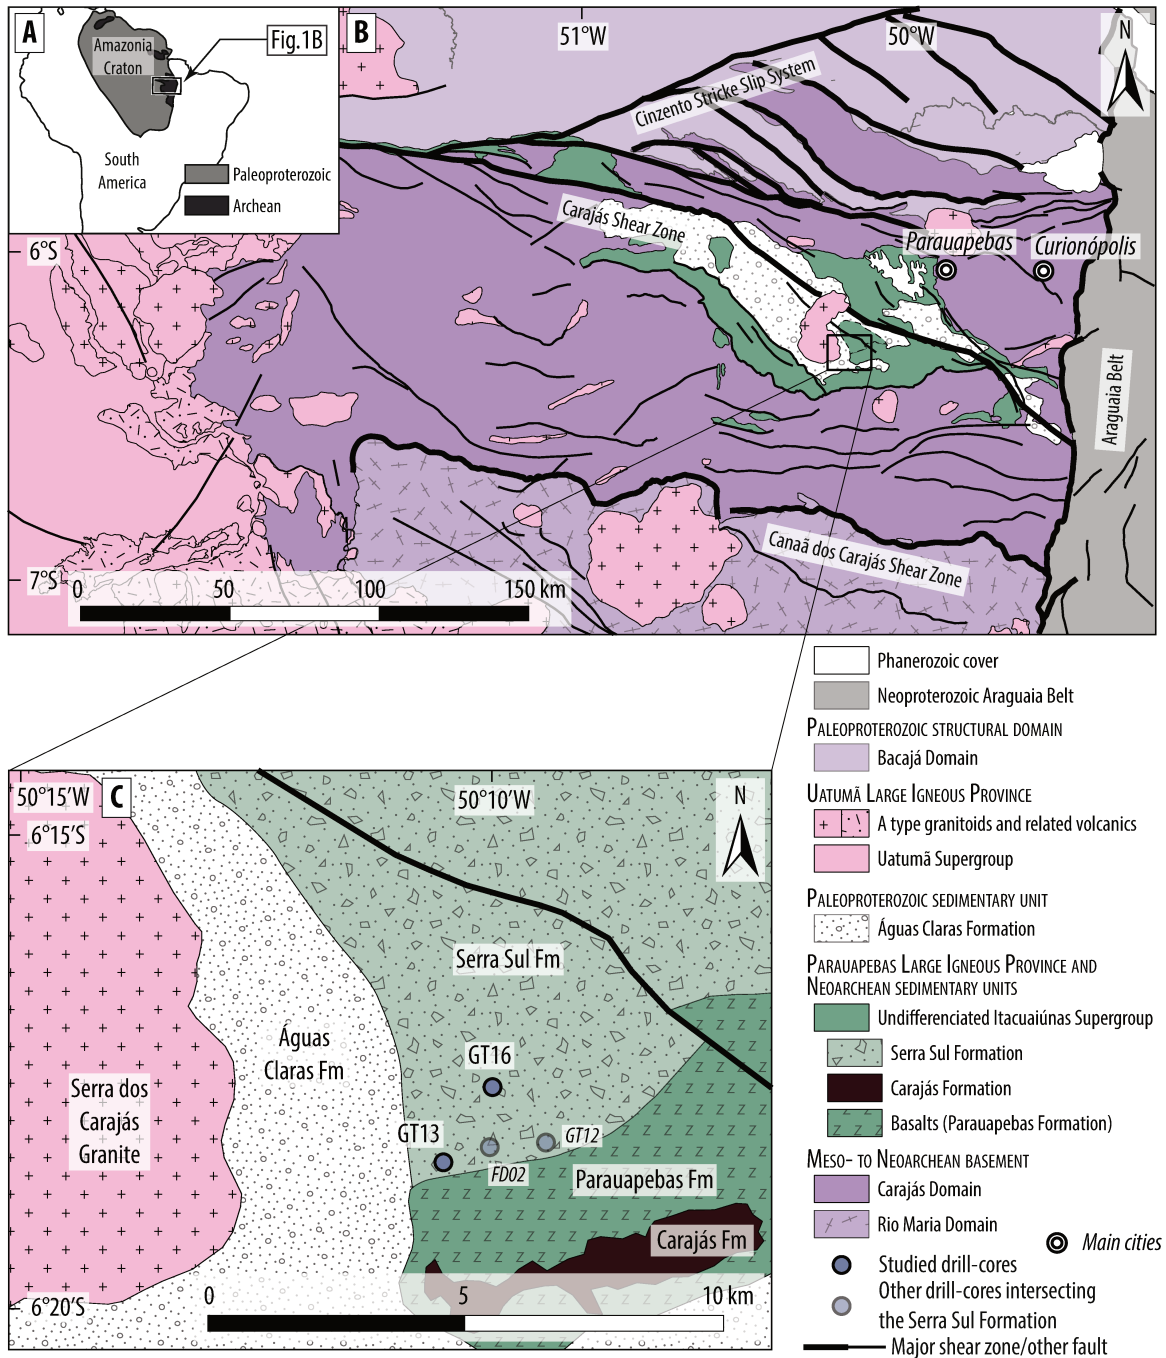 A
Amazonia
Craton
Fig.1B
South
America
Paleoproterozoic
Archean
B
51°W
50°W
N
Cinzento Stricke Slip System
Carajás Shear Zone
Parauapebas
Curionópolis
6°S
Araguaia Belt
Canaã dos Carajás Shear Zone
7°S
0
50
100
150 km
Phanerozoic cover
Neoproterozoic Araguaia Belt
PALEOPROTEROZOIC STRUCTURAL DOMAIN
Bacajá Domain
UATUMÃ LARGE IGNEOUS PROVINCE
A type granitoids and related volcanics
Uatumã Supergroup
PALEOPROTEROZOIC SEDIMENTARY UNIT
Águas Claras Formation
PARAUAPEBAS LARGE IGNEOUS PROVINCE AND
NEOARCHEAN SEDIMENTARY UNITS
Undifferenciated Itacuaiúnas Supergroup
Serra Sul Formation
Carajás Formation
Basalts (Parauapebas Formation)
MESO- TO NEOARCHEAN BASEMENT
Carajás Domain
Rio Maria Domain
Main cities
Studied drill-cores
Other drill-cores intersecting
the Serra Sul Formation
Major shear zone/other fault
50°15'W
C
50°10'W
N
6°15'S
Serra Sul Fm
Águas
Claras Fm
GT16
Serra dos
Carajás
Granite
GT13
GT12
FD02
Parauapebas Fm
Carajás Fm
6°20'S
0
5
10 km